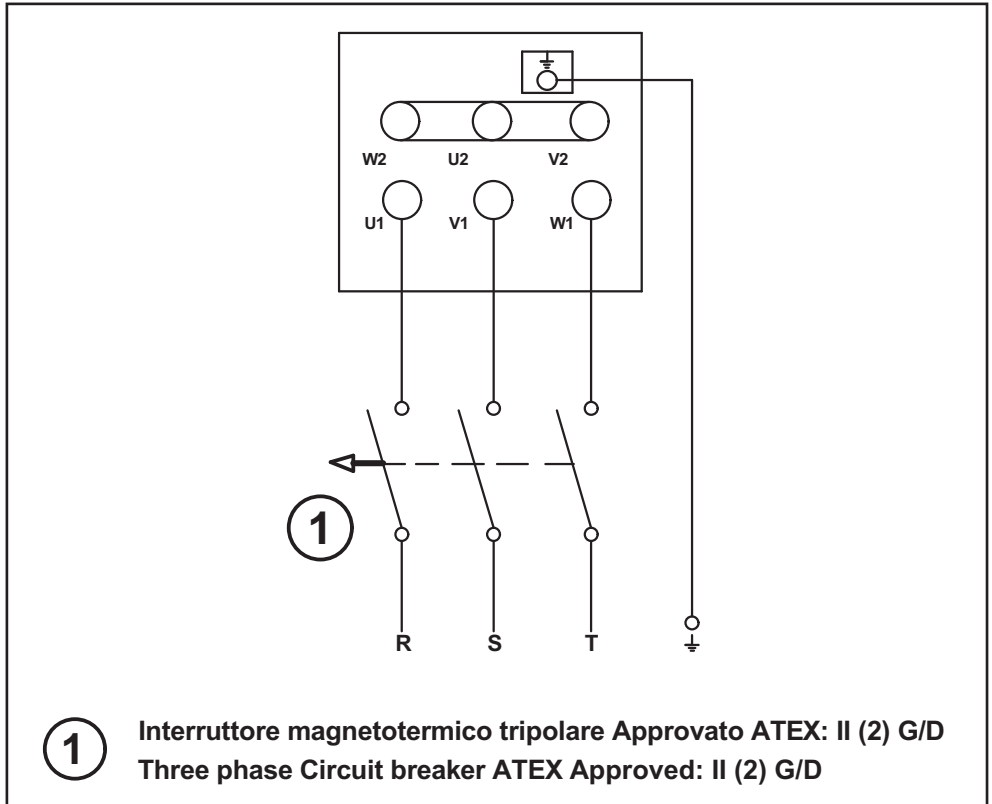 W2 U2 V2
U1 V1 W1
1
R S T
1
Interruttore magnetotermico tripolare Approvato ATEX: II (2) G/D
Three phase Circuit breaker ATEX Approved: II (2) G/D